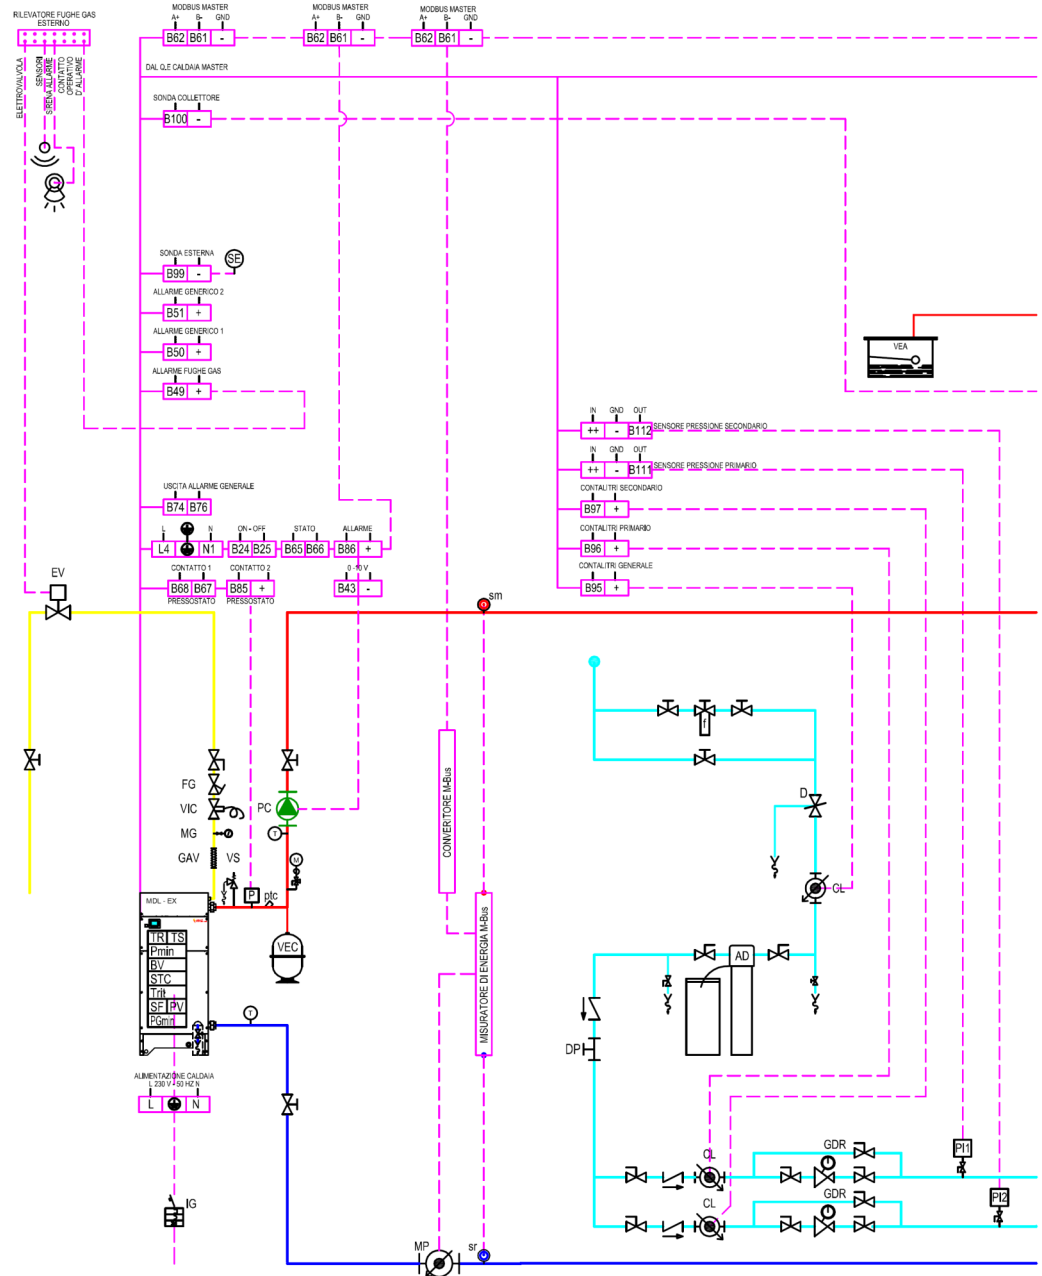 RILEVATORE FUGHE GAS
ESTERNO
ELETTROVALVOLA
SENSORI
SIRENA ALLARME
CONTATTO
OPERATIVO
D'ALLARME
MODBUS MASTER
A+ B- GND
B62 B61 -
MODBUS MASTER
A+ B- GND
B62 B61 -
MODBUS MASTER
A+ B- GND
B62 B61 -
DAL Q.E CALDAIA MASTER
SONDA COLLETTORE
B100 -
SONDA ESTERNA
B99 -
SE
ALLARME GENERICO 2
B51 +
ALLARME GENERICO 1
B50 +
ALLARME FUGHE GAS
B49 +
VEA
IN GND OUT
++ - B112
SENSORE PRESSIONE SECONDARIO
IN GND OUT
++ - B111
SENSORE PRESSIONE PRIMARIO
CONTALITRI SECONDARIO
B97 +
CONTALITRI PRIMARIO
B96 +
CONTALITRI GENERALE
B95 +
USCITA ALLARME GENERALE
B74 B76
L N
L4 N1
ON - OFF
B24 B25
STATO
B65 B66
ALLARME
B86 +
CONTATTO 1
B68 B67
PRESSOSTATO
CONTATTO 2
B85 +
PRESSOSTATO
0 -10 V
B43 -
EV
sm
FG
VIC
MG
GAV
VS
PC
T
M
P
ptc
VEC
CONVERITORE M-Bus
MISURATORE DI ENERGIA M-Bus
f
D
CL
AD
DP
MDL - EX
TR TS
Pmin
BV
STC
Trit
SF PV
PGmin
T
ALIMENTAZIONE CALDAIA
L 230 V - 50 HZ N
L N
IG
MP
sr
CL
GDR
PI1
CL
GDR
PI2